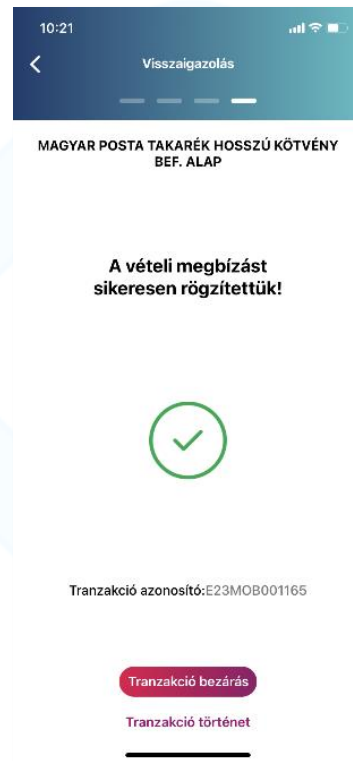 10:21
Visszaigazolás
MAGYAR POSTA TAKARÉK HOSSZÚ KÖTVÉNY
BEF. ALAP
A vételi megbízást
sikeresen rögzítettük!
Tranzakció azonosító:E23MOB001165
Tranzakció bezárás
Tranzakció történet